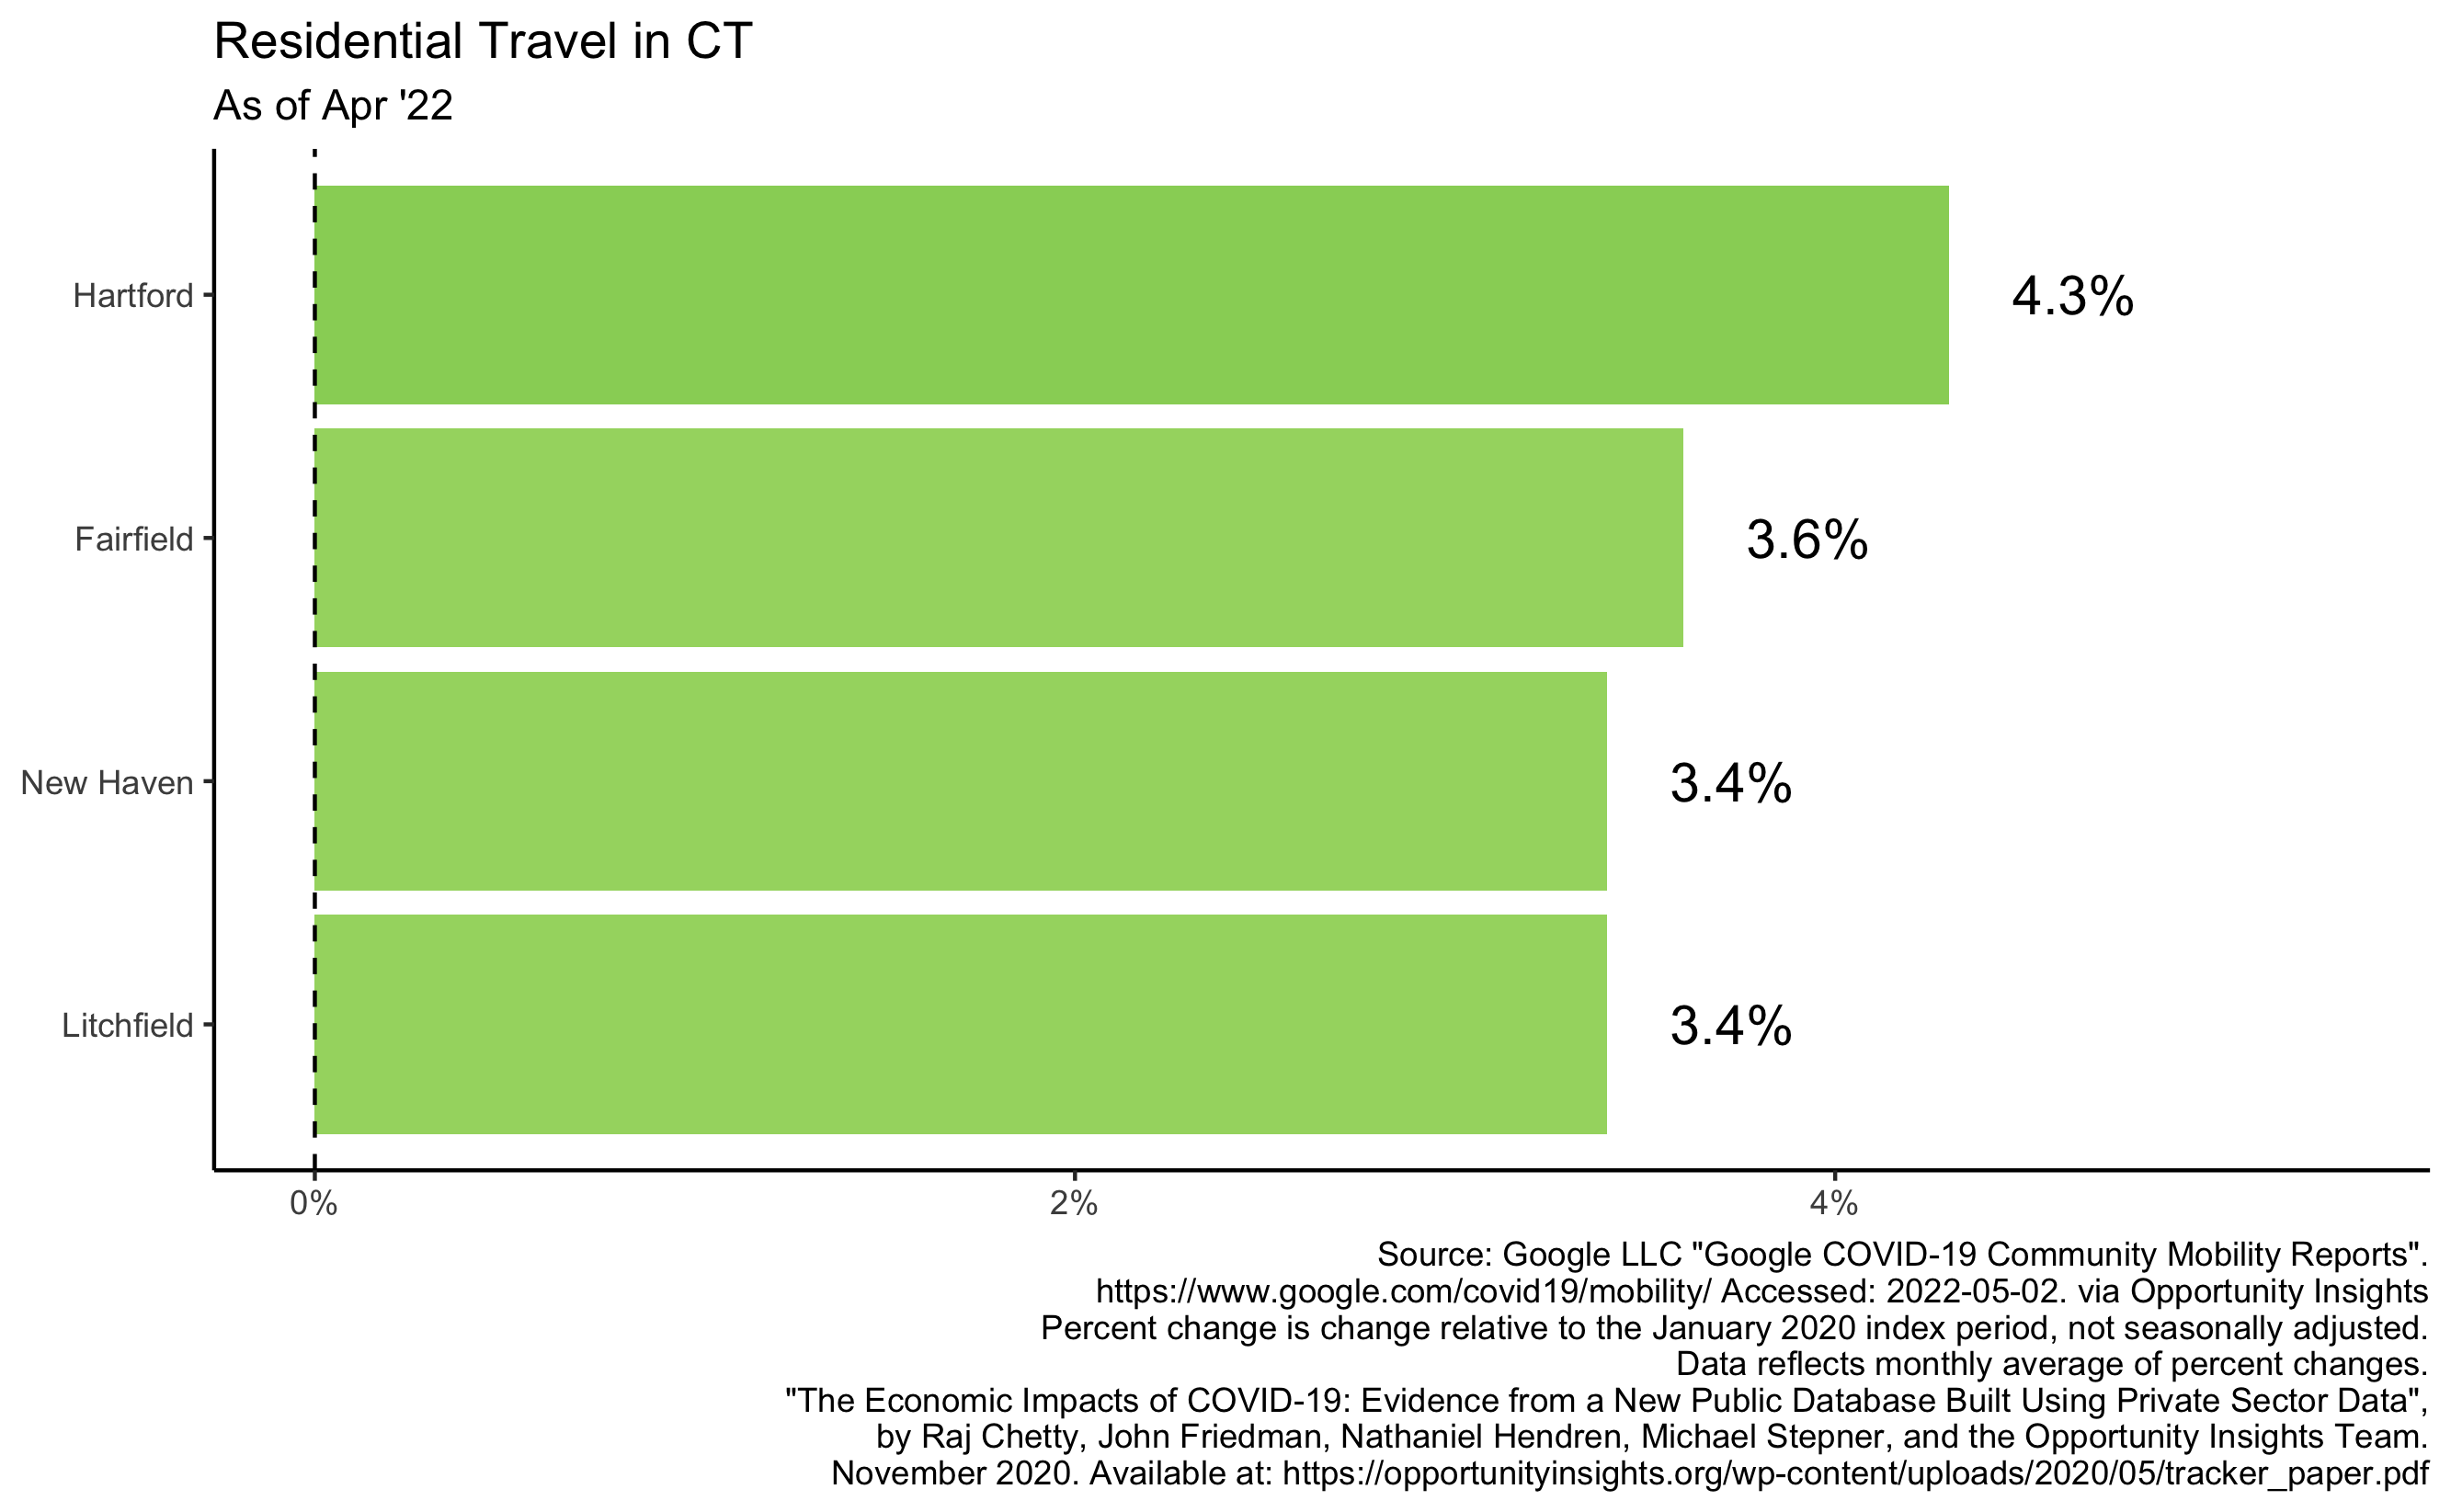 Residential Travel in CT
As of Apr '22
Hartford
4.3%
Fairfield
3.6%
New Haven
3.4%
Litchfield
3.4%
0% 2% 4%
Source: Google LLC "Google COVID-19 Community Mobility Reports".
https://www.google.com/covid19/mobility/ Accessed: 2022-05-02. via Opportunity Insights
Percent change is change relative to the January 2020 index period, not seasonally adjusted.
Data reflects monthly average of percent changes.
"The Economic Impacts of COVID-19: Evidence from a New Public Database Built Using Private Sector Data",
by Raj Chetty, John Friedman, Nathaniel Hendren, Michael Stepner, and the Opportunity Insights Team.
November 2020. Available at: https://opportunityinsights.org/wp-content/uploads/2020/05/tracker_paper.pdf